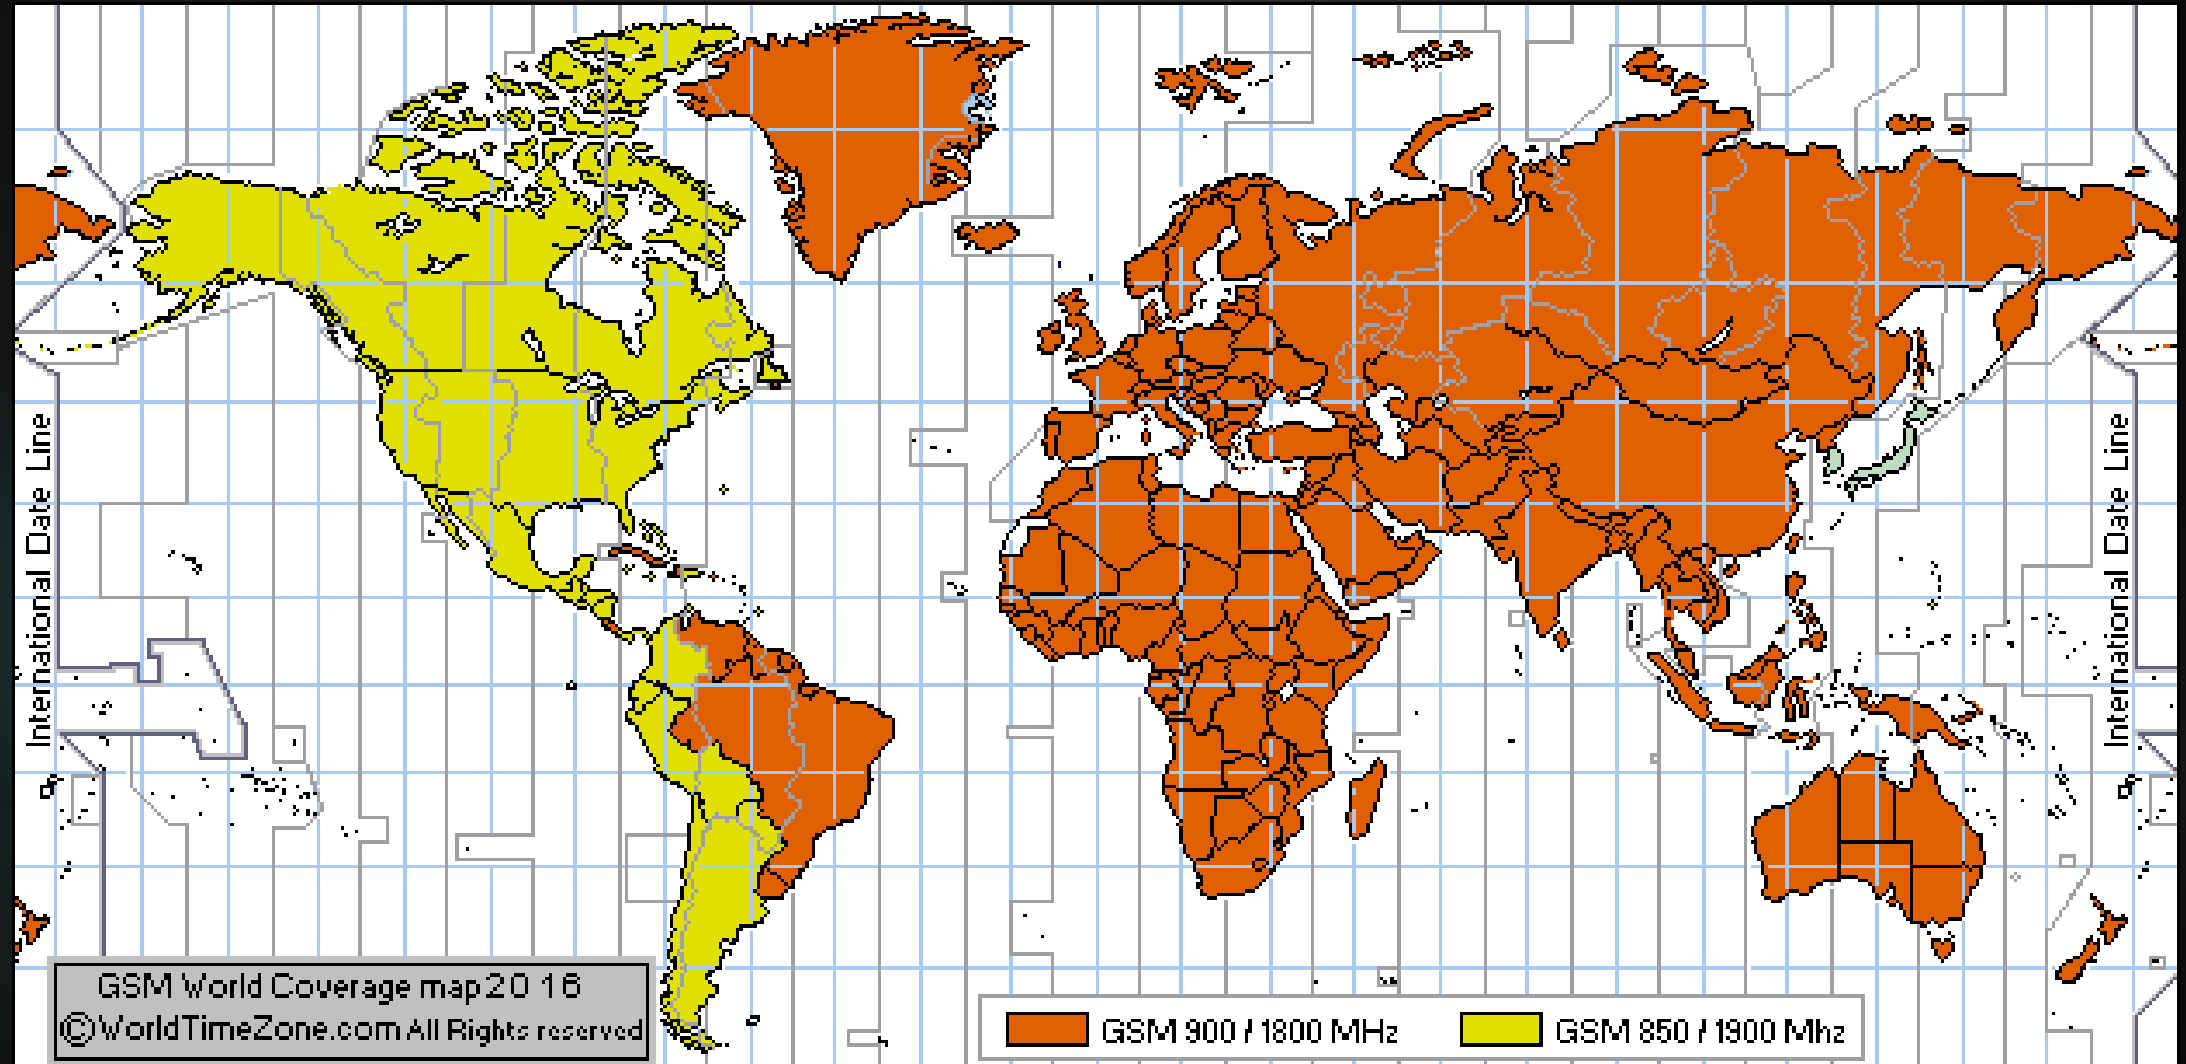 International Date Line
International Date Line
GSM World Coverage map 2016
©WorldTimeZone.com All Rights reserved
GSM 900 / 1800 MHz
GSM 850 / 1900 Mhz